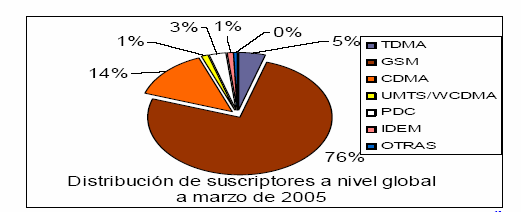 3%
1%
0%
1%
5%
14%
76%
TDMA
GSM
CDMA
UMTS/WCDMA
PDC
IDEM
OTRAS
Distribución de suscriptores a nivel global
a marzo de 2005